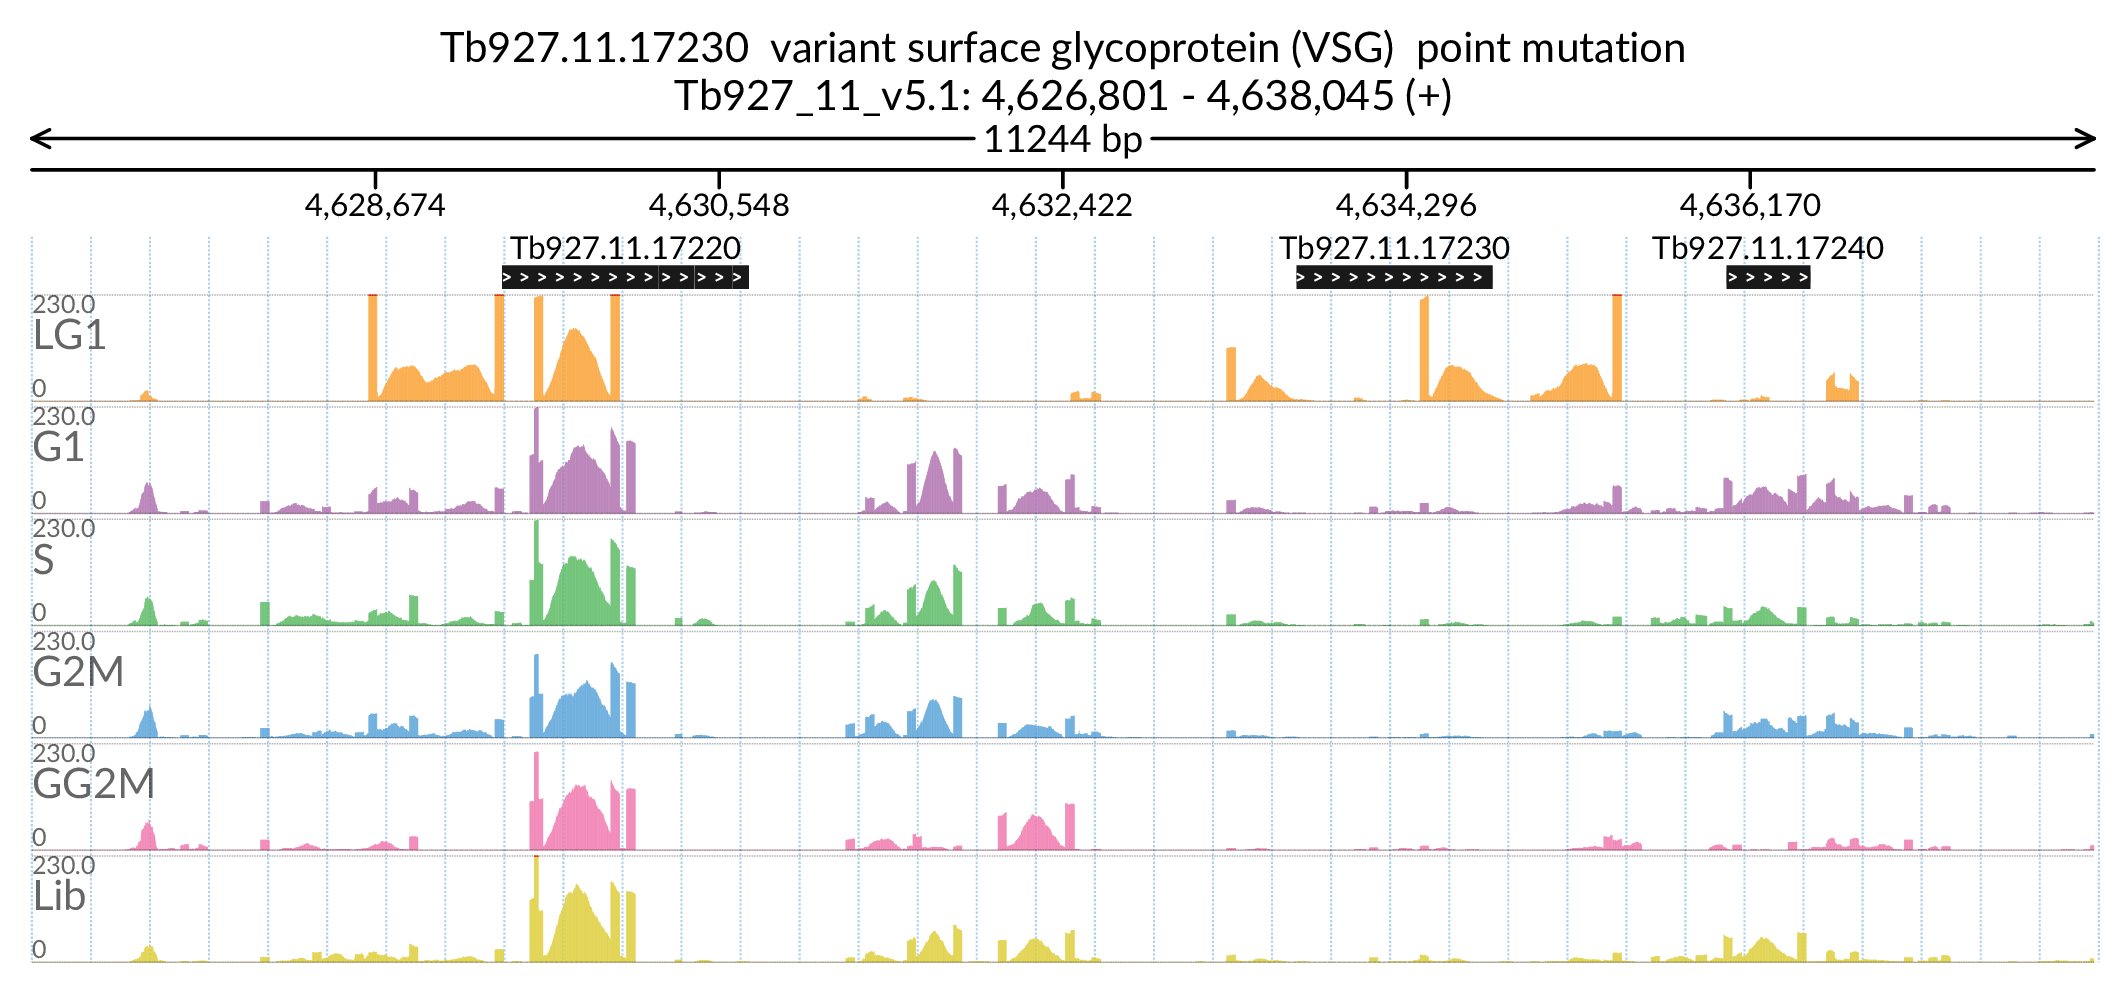 Tb927.11.17230 variant surface glycoprotein (VSG) point mutation
Tb927_11_v5.1: 4,626,801 - 4,638,045 (+)
11244 bp
4,628,674 4,630,548 4,632,422 4,634,296 4,636,170
Tb927.11.17220 Tb927.11.17230 Tb927.11.17240
230.0
LG1
0
230.0
G1
0
230.0
S
0
230.0
G2M
0
230.0
GG2M
0
230.0
Lib
0